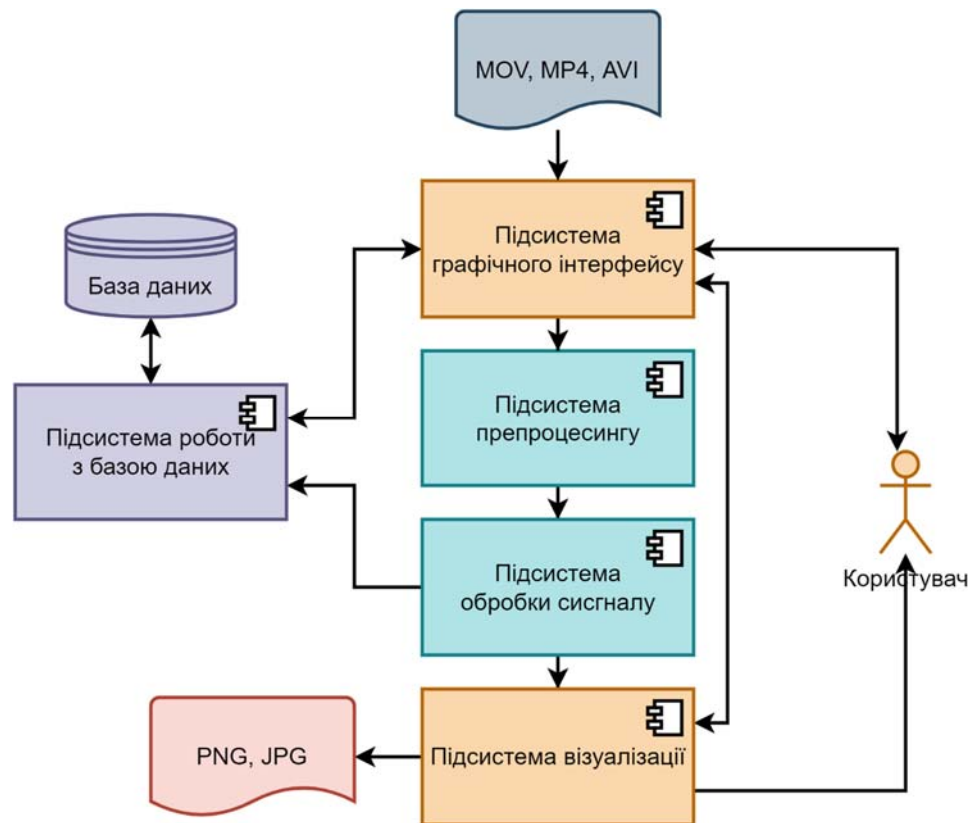 MOV, MP4, AVI
Підсистема
графічного інтерфейсу
База даних
Підсистема роботи
з базою даних
Підсистема
препроцесингу
Підсистема
обробки сисгналу
Користувач
PNG, JPG
Підсистема візуалізації